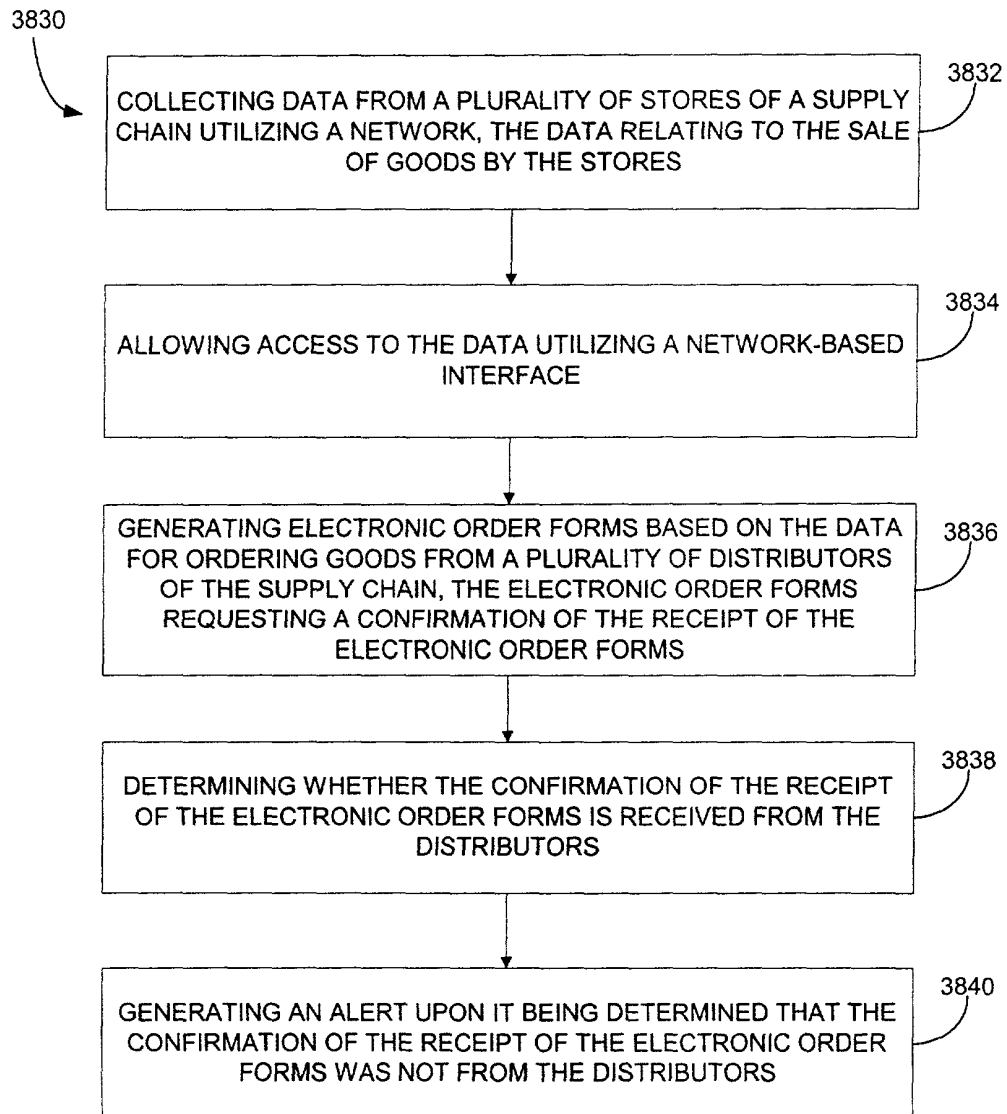 3830
3832
COLLECTING DATA FROM A PLURALITY OF STORES OF A SUPPLY
CHAIN UTILIZING A NETWORK, THE DATA RELATING TO THE SALE
OF GOODS BY THE STORES
3834
ALLOWING ACCESS TO THE DATA UTILIZING A NETWORK-BASED
INTERFACE
3836
GENERATING ELECTRONIC ORDER FORMS BASED ON THE DATA
FOR ORDERING GOODS FROM A PLURALITY OF DISTRIBUTORS
OF THE SUPPLY CHAIN, THE ELECTRONIC ORDER FORMS
REQUESTING A CONFIRMATION OF THE RECEIPT OF THE
ELECTRONIC ORDER FORMS
3838
DETERMINING WHETHER THE CONFIRMATION OF THE RECEIPT
OF THE ELECTRONIC ORDER FORMS IS RECEIVED FROM THE
DISTRIBUTORS
3840
GENERATING AN ALERT UPON IT BEING DETERMINED THAT THE
CONFIRMATION OF THE RECEIPT OF THE ELECTRONIC ORDER
FORMS WAS NOT FROM THE DISTRIBUTORS